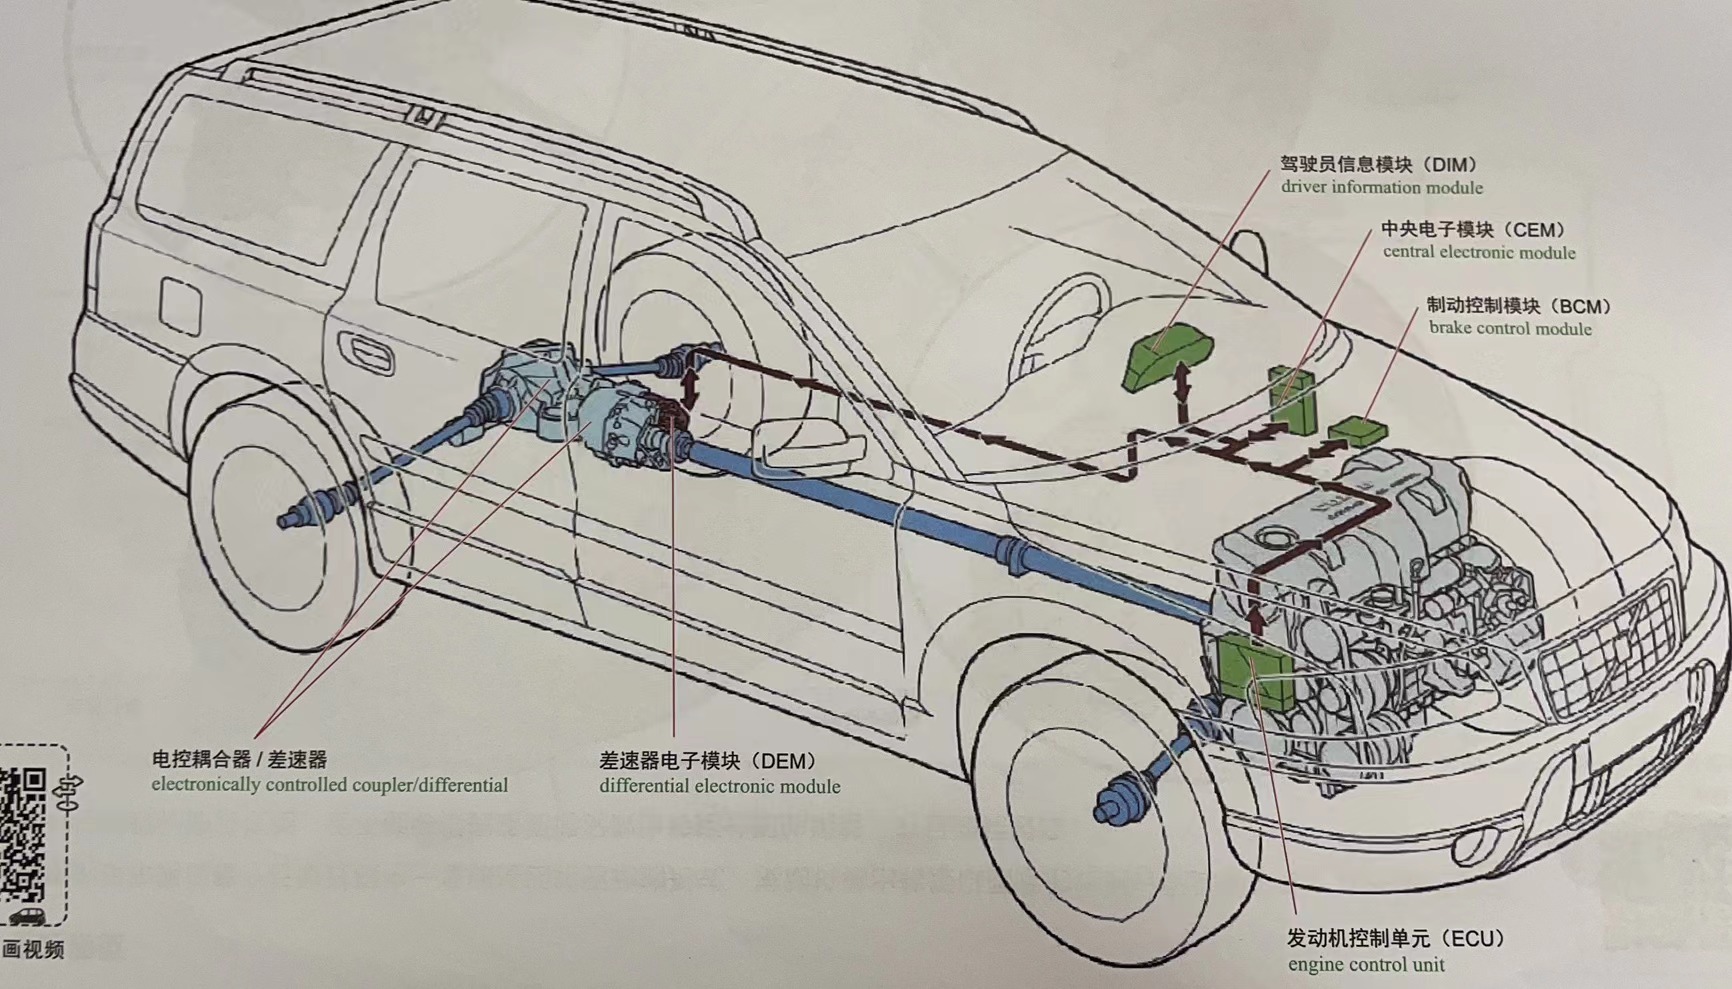 驾驶员信息模块（DIM）
driver information module
中央电子模块（CEM）
central electronic module
制动控制模块（BCM）
brake control module
电控耦合器 / 差速器
electronically controlled coupler/differential
差速器电子模块（DEM）
differential electronic module
画视频
发动机控制单元（ECU）
engine control unit